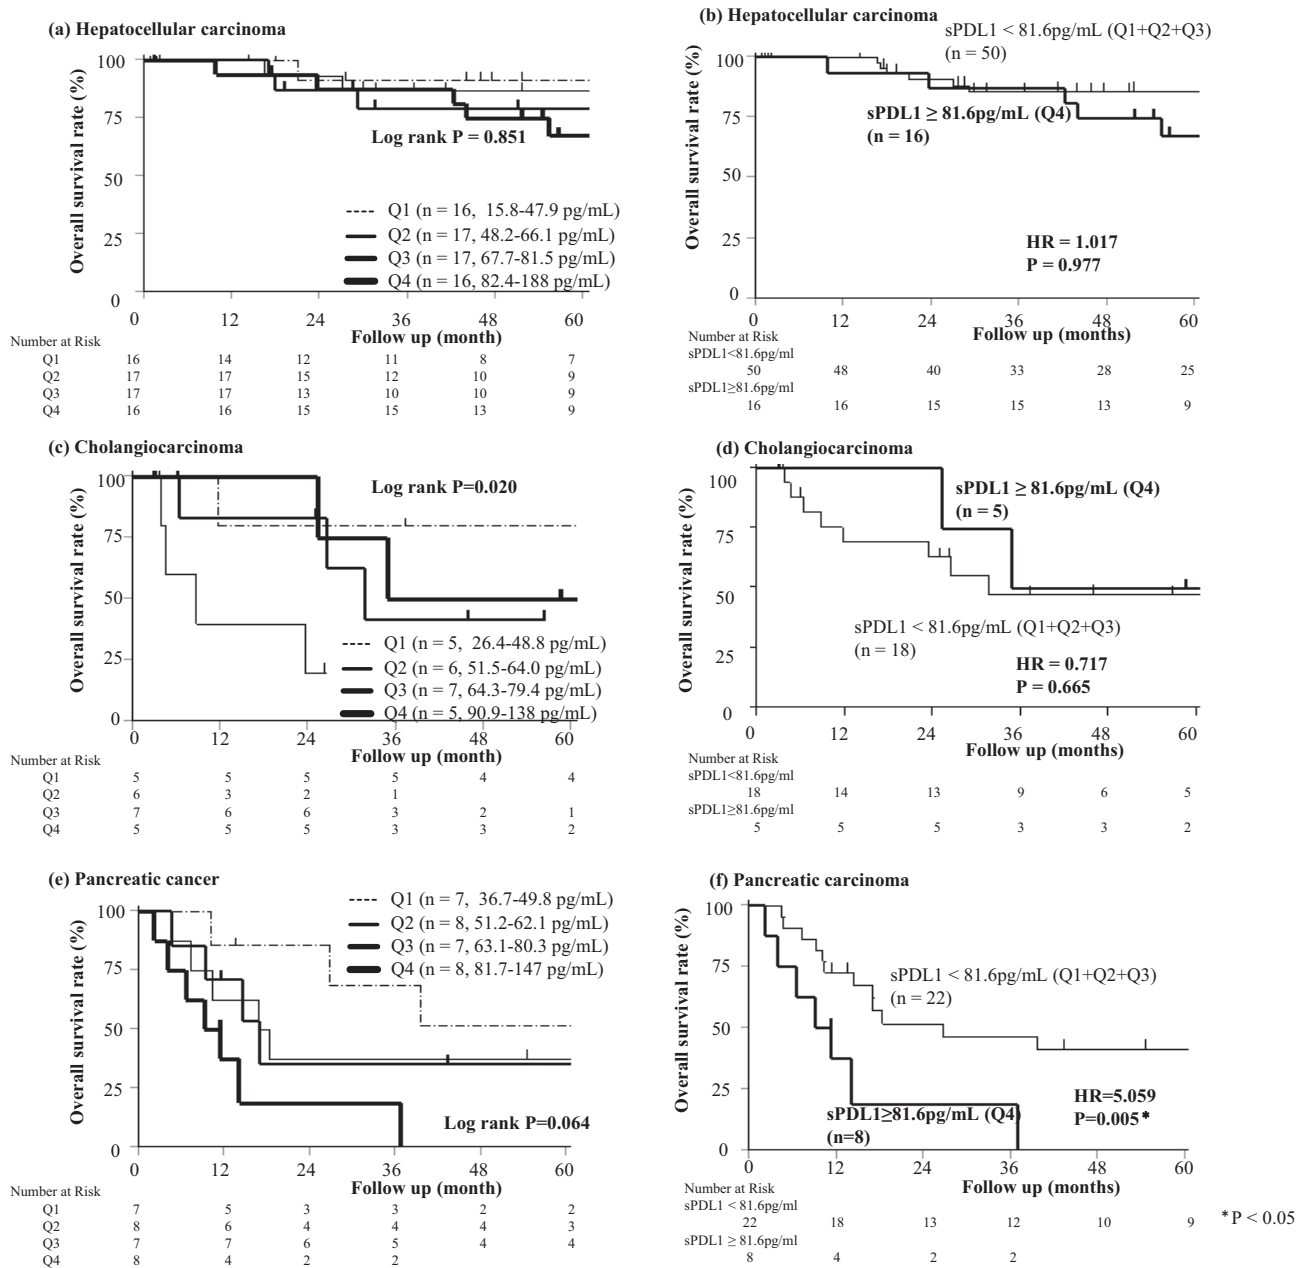 (a) Hepatocellular carcinoma
Overall survival rate (%)
100
75
50
25
0
Log rank P = 0.851
Q1 (n = 16, 15.8-47.9 pg/mL)
Q2 (n = 17, 48.2-66.1 pg/mL)
Q3 (n = 17, 67.7-81.5 pg/mL)
Q4 (n = 16, 82.4-188 pg/mL)
0 12 24 36 48 60
Follow up (month)
Number at Risk
Q1 16 14 12 11 8 7
Q2 17 17 15 12 10 9
Q3 17 17 13 10 10 9
Q4 16 16 15 15 13 9
(b) Hepatocellular carcinoma
Overall survival rate (%)
100
75
50
25
0
sPDL1 < 81.6pg/mL (Q1+Q2+Q3)
(n = 50)
sPDL1 ≥ 81.6pg/mL (Q4)
(n = 16)
HR = 1.017
P = 0.977
0 12 24 36 48 60
Follow up (months)
Number at Risk
sPDL1<81.6pg/ml
50 48 40 33 28 25
sPDL1≥81.6pg/ml
16 16 15 15 13 9
(c) Cholangiocarcinoma
Overall survival rate (%)
100
75
50
25
0
Log rank P=0.020
Q1 (n = 5, 26.4-48.8 pg/mL)
Q2 (n = 6, 51.5-64.0 pg/mL)
Q3 (n = 7, 64.3-79.4 pg/mL)
Q4 (n = 5, 90.9-138 pg/mL)
0 12 24 36 48 60
Follow up (month)
Number at Risk
Q1 5 5 5 5 4 4
Q2 6 3 2 1
Q3 7 6 6 3 2 1
Q4 5 5 5 3 3 2
(d) Cholangiocarcinoma
Overall survival rate (%)
100
75
50
25
0
sPDL1 ≥ 81.6pg/mL (Q4)
(n = 5)
sPDL1 < 81.6pg/mL (Q1+Q2+Q3)
(n = 18)
HR = 0.717
P = 0.665
0 12 24 36 48 60
Follow up (months)
Number at Risk
sPDL1<81.6pg/ml
18 14 13 9 6 5
sPDL1≥81.6pg/ml
5 5 5 3 3 2
(e) Pancreatic cancer
Overall survival rate (%)
100
75
50
25
0
Q1 (n = 7, 36.7-49.8 pg/mL)
Q2 (n = 8, 51.2-62.1 pg/mL)
Q3 (n = 7, 63.1-80.3 pg/mL)
Q4 (n = 8, 81.7-147 pg/mL)
Log rank P=0.064
0 12 24 36 48 60
Follow up (month)
Number at Risk
Q1 7 5 3 3 2 2
Q2 8 6 4 4 4 3
Q3 7 7 6 5 4 4
Q4 8 4 2 2
(f) Pancreatic carcinoma
Overall survival rate (%)
100
75
50
25
0
sPDL1 < 81.6pg/mL (Q1+Q2+Q3)
(n = 22)
sPDL1≥81.6pg/mL (Q4)
(n=8)
HR=5.059
P=0.005*
0 12 24 36 48 60
Follow up (months)
Number at Risk
sPDL1 < 81.6pg/ml
22 18 13 12 10 9
sPDL1 ≥ 81.6pg/ml
8 4 2 2
*P < 0.05